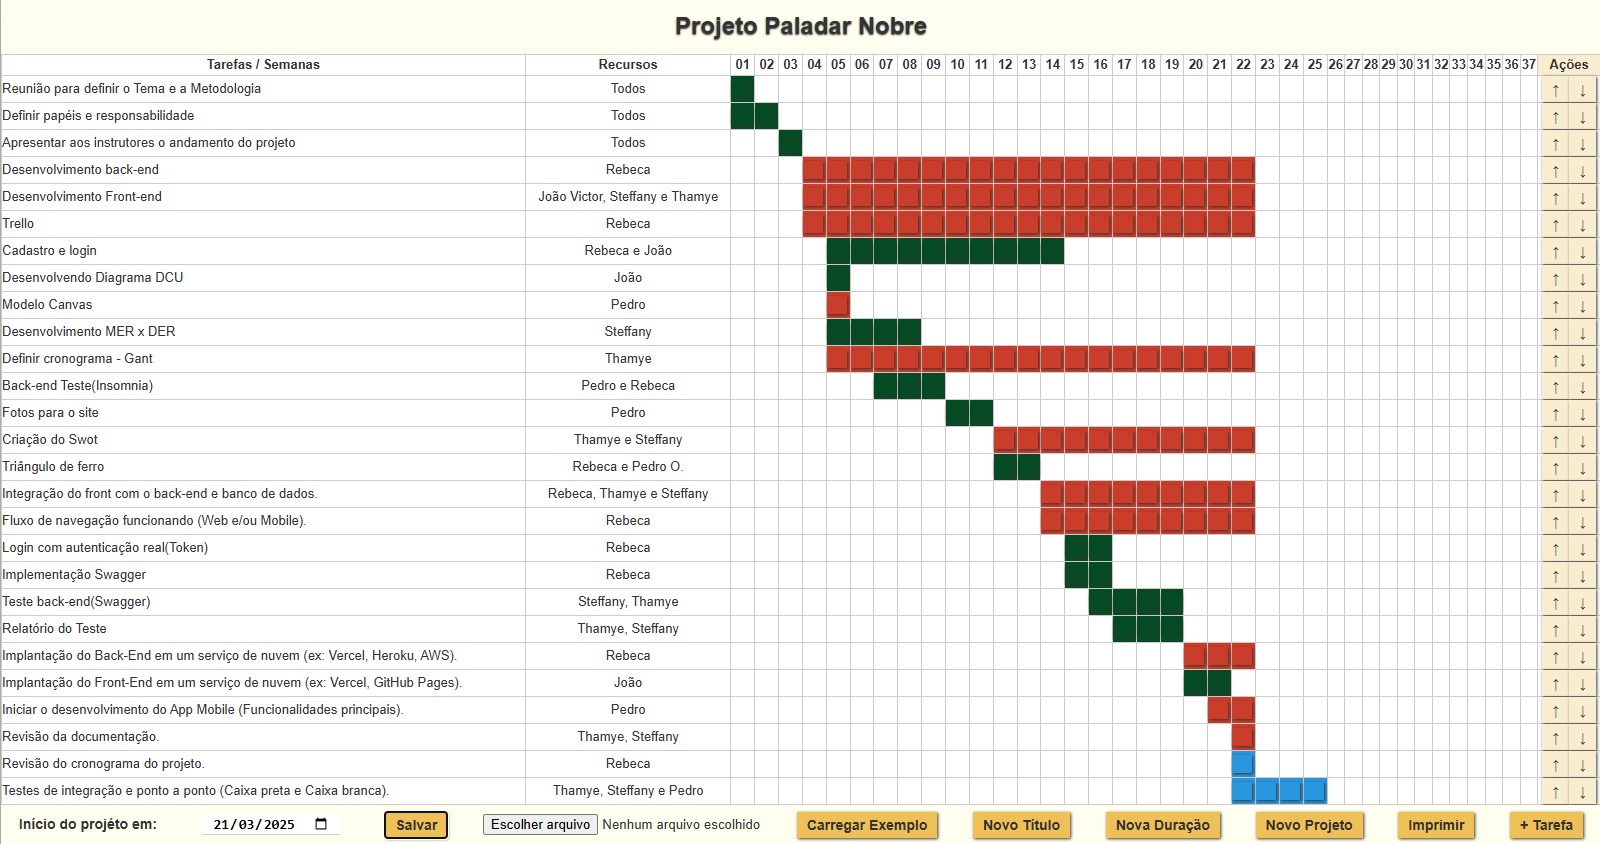 Projeto Paladar Nobre
Tarefas / Semanas Recursos 01 02 03 04 05 06 07 08 09 10 11 12 13 14 15 16 17 18 19 20 21 22 23 24 25 26 27 28 29 30 31 32 33 34 35 36 37 Ações
Reunião para definir o Tema e a Metodologia Todos ↑ ↓
Definir papéis e responsabilidade Todos ↑ ↓
Apresentar aos instrutores o andamento do projeto Todos ↑ ↓
Desenvolvimento back-end Rebeca ↑ ↓
Desenvolvimento Front-end João Victor, Steffany e Thamye ↑ ↓
Trello Rebeca ↑ ↓
Cadastro e login Rebeca e João ↑ ↓
Desenvolvendo Diagrama DCU João ↑ ↓
Modelo Canvas Pedro ↑ ↓
Desenvolvimento MER x DER Steffany ↑ ↓
Definir cronograma - Gant Thamye ↑ ↓
Back-end Teste(Insomnia) Pedro e Rebeca ↑ ↓
Fotos para o site Pedro ↑ ↓
Criação do Swot Thamye e Steffany ↑ ↓
Triângulo de ferro Rebeca e Pedro O. ↑ ↓
Integração do front com o back-end e banco de dados. Rebeca, Thamye e Steffany ↑ ↓
Fluxo de navegação funcionando (Web e/ou Mobile). Rebeca ↑ ↓
Login com autenticação real(Token) Rebeca ↑ ↓
Implementação Swagger Rebeca ↑ ↓
Teste back-end(Swagger) Steffany, Thamye ↑ ↓
Relatório do Teste Thamye, Steffany ↑ ↓
Implantação do Back-End em um serviço de nuvem (ex: Vercel, Heroku, AWS). Rebeca ↑ ↓
Implantação do Front-End em um serviço de nuvem (ex: Vercel, GitHub Pages). João ↑ ↓
Iniciar o desenvolvimento do App Mobile (Funcionalidades principais). Pedro ↑ ↓
Revisão da documentação. Thamye, Steffany ↑ ↓
Revisão do cronograma do projeto. Rebeca ↑ ↓
Testes de integração e ponto a ponto (Caixa preta e Caixa branca). Thamye, Steffany e Pedro ↑ ↓
Início do projéto em: 21/03/2025 Salvar Escolher arquivo Nenhum arquivo escolhido Carregar Exemplo Novo Título Nova Duração Novo Projeto Imprimir + Tarefa